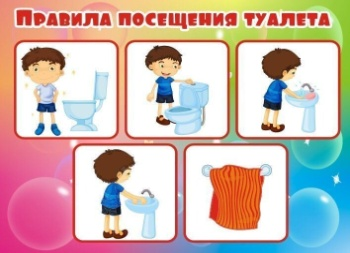 Правила посещения туалета